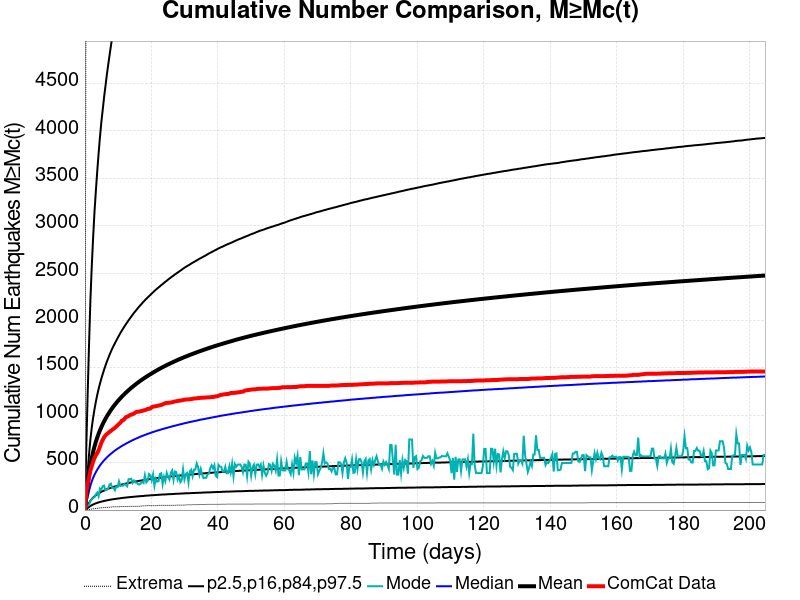 Cumulative Number Comparison, M≥Mc(t)
Cumulative Num Earthquakes M≥Mc(t)
4500
4000
3500
3000
2500
2000
1500
1000
500
0
0 20 40 60 80 100 120 140 160 180 200
Time (days)
Extrema p2.5,p16,p84,p97.5 Mode Median Mean ComCat Data